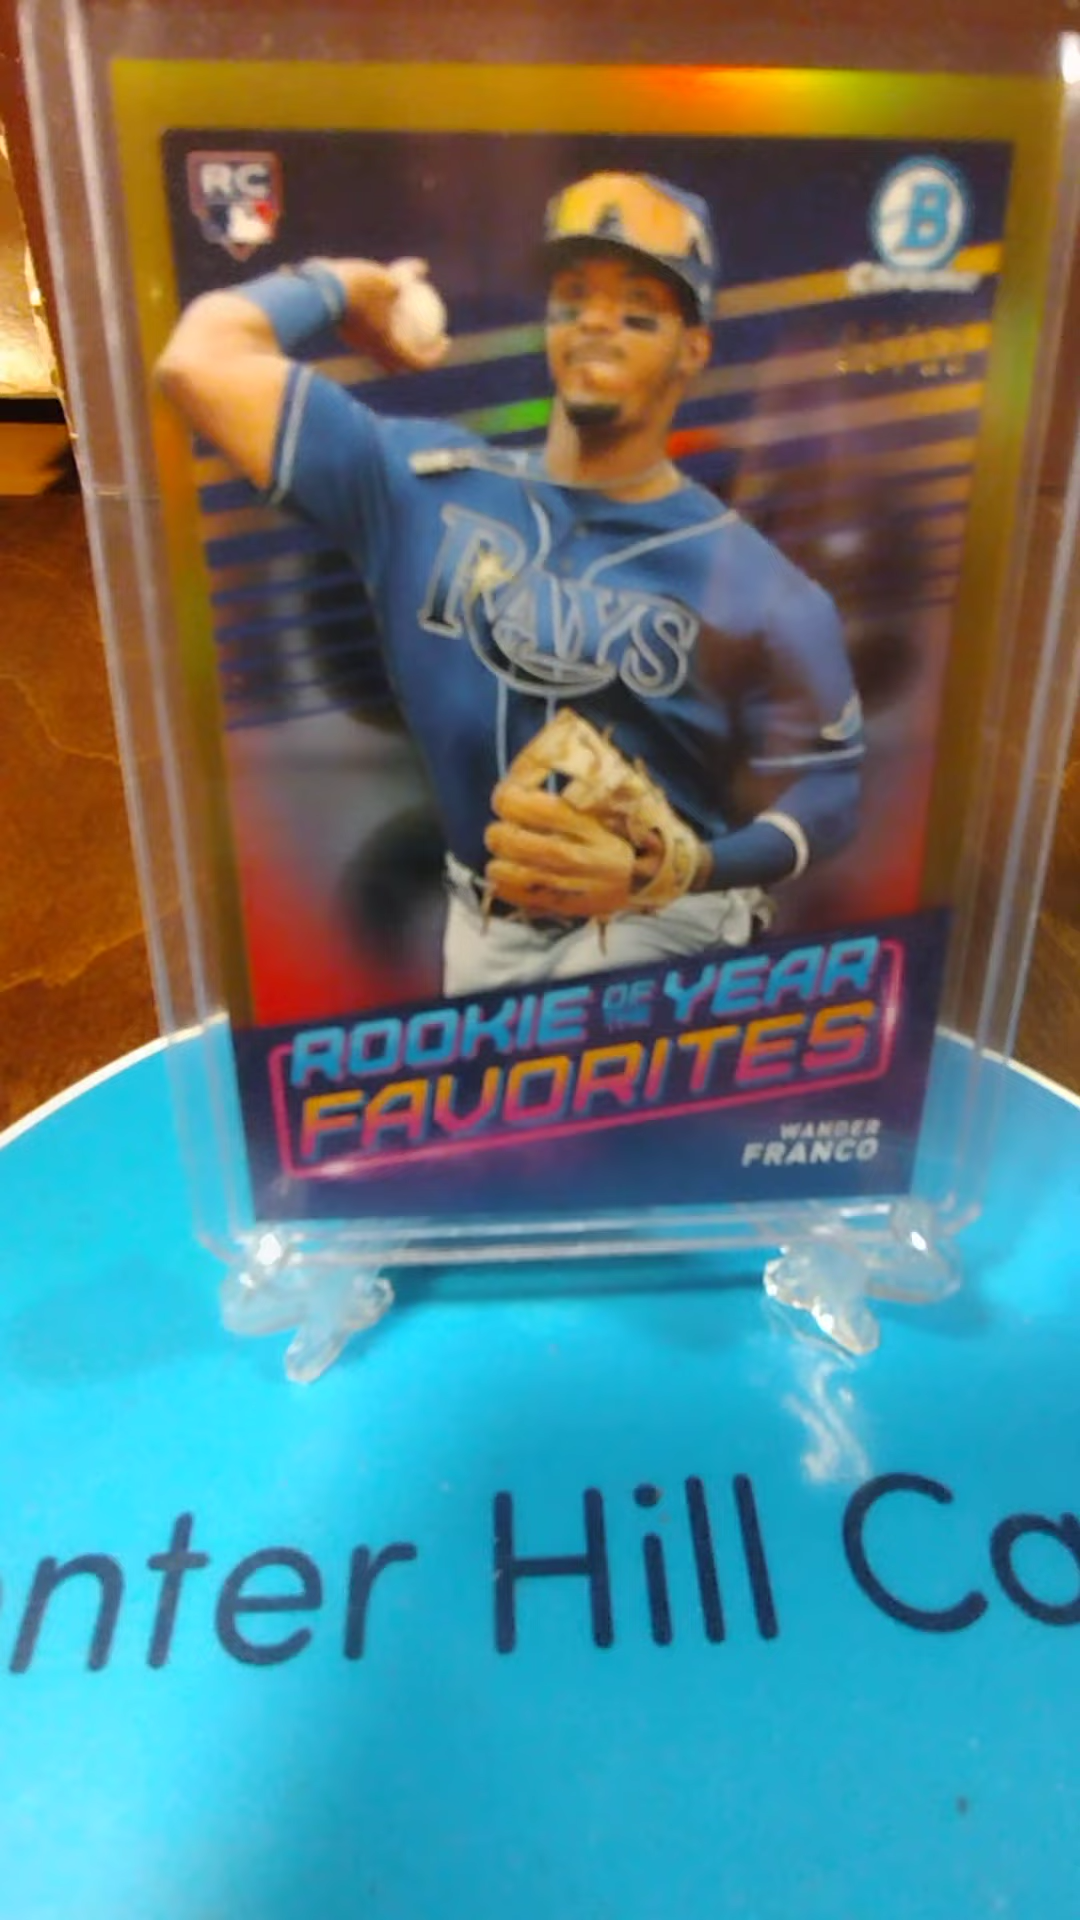 RC
B
Chrome
RAYS
ROOKIE OF THE YEAR
FAVORITES
WANDER
FRANCO
nter Hill Ca